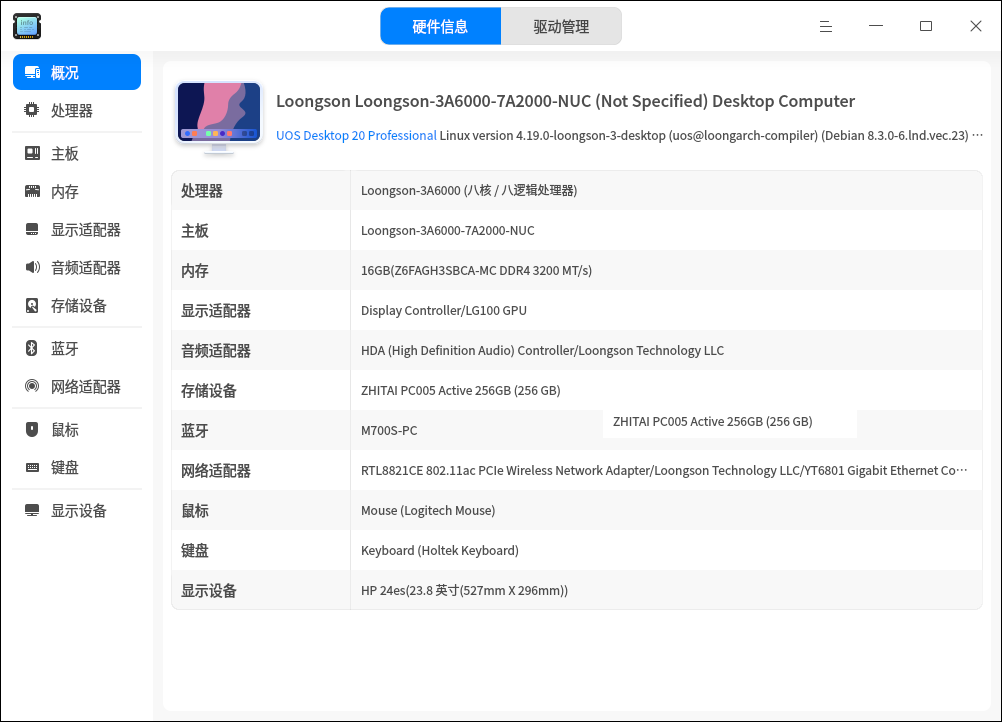 info
硬件信息
驱动管理
概况
处理器
主板
内存
显示适配器
音频适配器
存储设备
蓝牙
网络适配器
鼠标
键盘
显示设备
Loongson Loongson-3A6000-7A2000-NUC (Not Specified) Desktop Computer
UOS Desktop 20 Professional Linux version 4.19.0-loongson-3-desktop (uos@loongarch-compiler) (Debian 8.3.0-6.lnd.vec.23) ···
处理器 Loongson-3A6000 (八核 / 八逻辑处理器)
主板 Loongson-3A6000-7A2000-NUC
内存 16GB(Z6FAGH3SBCA-MC DDR4 3200 MT/s)
显示适配器 Display Controller/LG100 GPU
音频适配器 HDA (High Definition Audio) Controller/Loongson Technology LLC
存储设备 ZHITAI PC005 Active 256GB (256 GB)
ZHITAI PC005 Active 256GB (256 GB)
蓝牙 M700S-PC
网络适配器 RTL8821CE 802.11ac PCIe Wireless Network Adapter/Loongson Technology LLC/YT6801 Gigabit Ethernet Co···
鼠标 Mouse (Logitech Mouse)
键盘 Keyboard (Holtek Keyboard)
显示设备 HP 24es(23.8 英寸(527mm X 296mm))